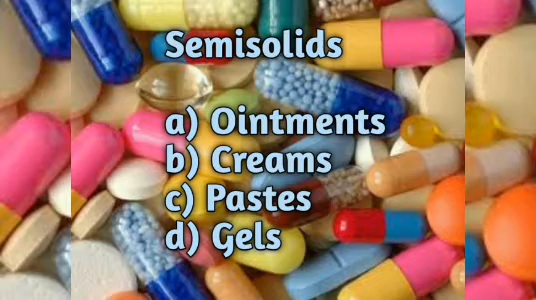 Semisolids
a) Ointments
b) Creams
c) Pastes
d) Gels